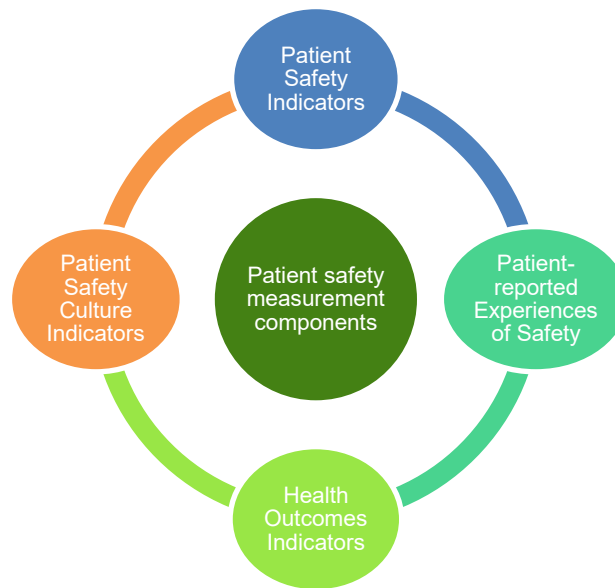 Patient
Safety
Indicators
Patient
Safety
Culture
Indicators
Patient safety
measurement
components
Patient-
reported
Experiences
of Safety
Health
Outcomes
Indicators